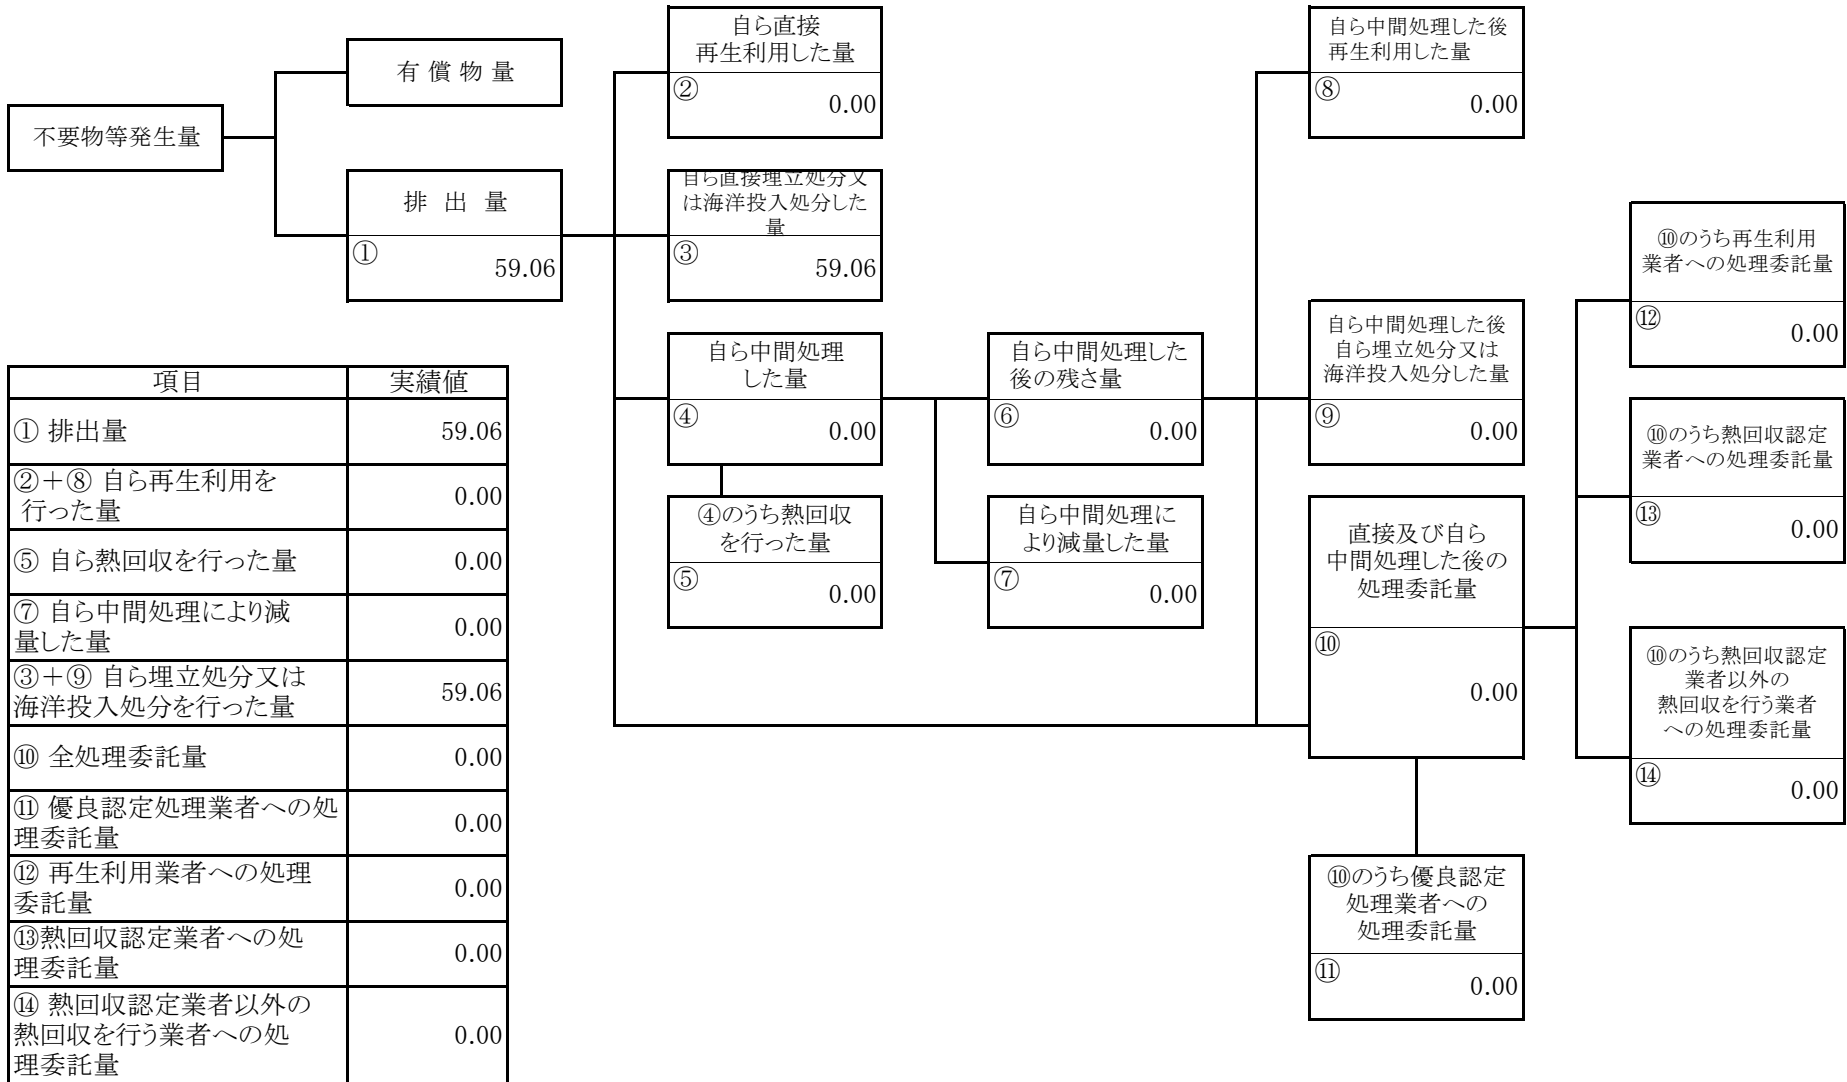 不要物等発生量
有 償 物 量
排 出 量
①
59.06
自ら直接
再生利用した量
②
0.00
自ら直接埋立処分又
は海洋投入処分した
量
③
59.06
自ら中間処理
した量
④
0.00
④のうち熱回収
を行った量
⑤
0.00
自ら中間処理した
後の残さ量
⑥
0.00
自ら中間処理に
より減量した量
⑦
0.00
自ら中間処理した後
再生利用した量
⑧
0.00
自ら中間処理した後
自ら埋立処分又は
海洋投入処分した量
⑨
0.00
直接及び自ら
中間処理した後の
処理委託量
⑩
0.00
⑩のうち優良認定
処理業者への
処理委託量
⑪
0.00
⑩のうち再生利用
業者への処理委託量
⑫
0.00
⑩のうち熱回収認定
業者への処理委託量
⑬
0.00
⑩のうち熱回収認定
業者以外の
熱回収を行う業者
への処理委託量
⑭
0.00
項目 実績値
① 排出量 59.06
②+⑧ 自ら再生利用を
行った量 0.00
⑤ 自ら熱回収を行った量 0.00
⑦ 自ら中間処理により減
量した量 0.00
③+⑨ 自ら埋立処分又は
海洋投入処分を行った量 59.06
⑩ 全処理委託量 0.00
⑪ 優良認定処理業者への処
理委託量 0.00
⑫ 再生利用業者への処理
委託量 0.00
⑬熱回収認定業者への処
理委託量 0.00
⑭ 熱回収認定業者以外の
熱回収を行う業者への処
理委託量 0.00